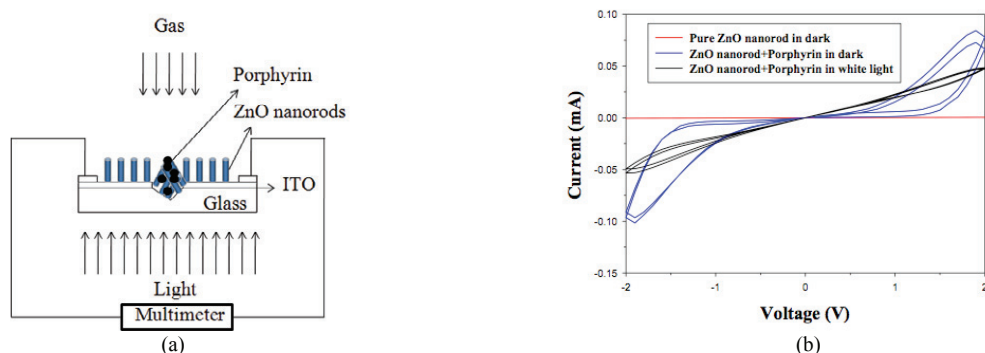 Gas
Porphyrin
ZnO nanorods
ITO
Glass
Light
Multimeter
(a)
0.10
0.05
0.00
-0.05
-0.10
-0.15
Current (mA)
Pure ZnO nanorod in dark
ZnO nanorod+Porphyrin in dark
ZnO nanorod+Porphyrin in white light
-2
-1
0
1
2
Voltage (V)
(b)